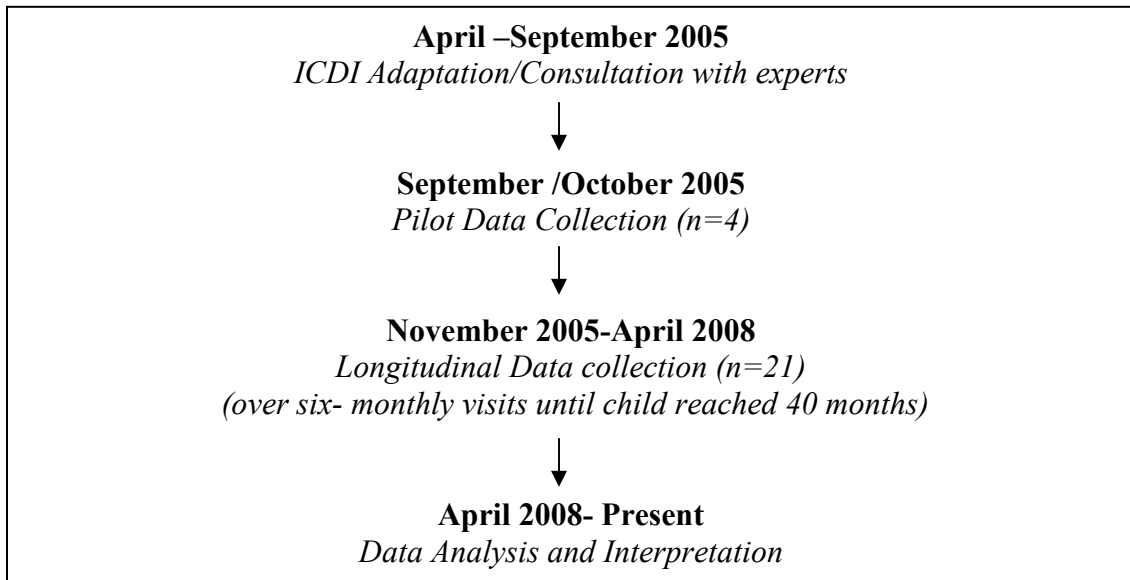 April –September 2005
ICDI Adaptation/Consultation with experts
September /October 2005
Pilot Data Collection (n=4)
November 2005-April 2008
Longitudinal Data collection (n=21)
(over six- monthly visits until child reached 40 months)
April 2008- Present
Data Analysis and Interpretation